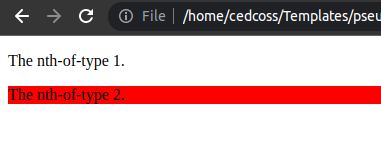 File
/home/cedcoss/Templates/pseu
The nth-of-type 1.
The nth-of-type 2.